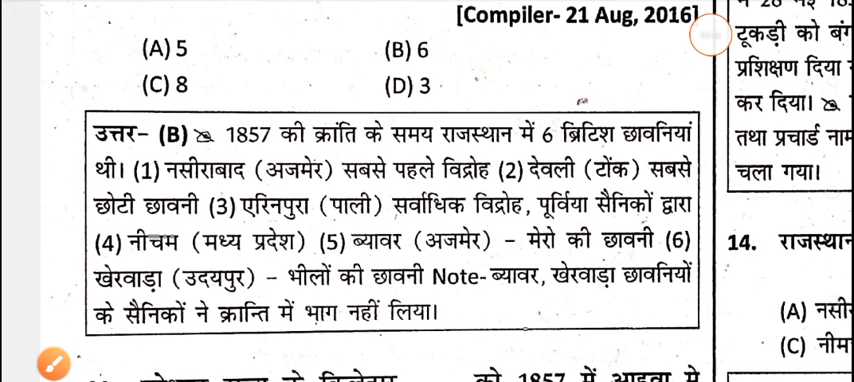 [Compiler- 21 Aug, 2016]
(A) 5
(B) 6
(C) 8
(D) 3
उत्तर– (B) 1857 की क्रांति के समय राजस्थान में 6 ब्रिटिश छावनियां
थी। (1) नसीराबाद (अजमेर) सबसे पहले विद्रोह (2) देवली (टोंक) सबसे
छोटी छावनी (3) एरिनपुरा (पाली) सर्वाधिक विद्रोह, पूर्विया सैनिकों द्वारा
(4) नीचम (मध्य प्रदेश) (5) ब्यावर (अजमेर) – मेरो की छावनी (6)
खेरवाड़ा (उदयपुर) – भीलों की छावनी Note- ब्यावर, खेरवाड़ा छावनियों
के सैनिकों ने क्रान्ति में भाग नहीं लिया।
को 1857 में आहवा मे
टूकड़ी को बंग
प्रशिक्षण दिया
कर दिया।
तथा प्रचार्ड नाम
चला गया।
14. राजस्थान
(A) नसी
(C) नीम